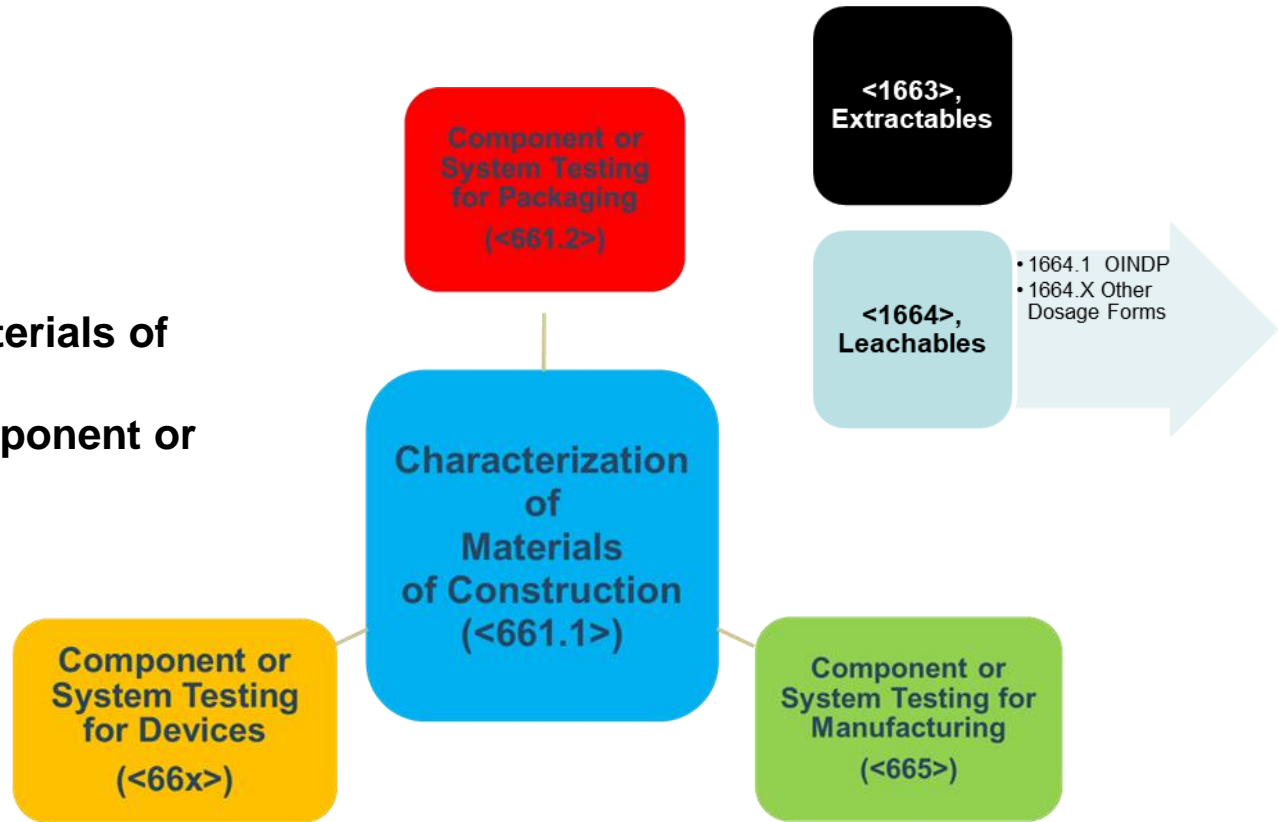 <1663>,
Extractables
Component or
System Testing
for Packaging
(<661.2>)
<1664>,
Leachables
• 1664.1 OINDP
• 1664.X Other
Dosage Forms
terials of
ponent or
Characterization
of
Materials
of Construction
(<661.1>)
Component or
System Testing
for Devices
(<66x>)
Component or
System Testing for
Manufacturing
(<665>)